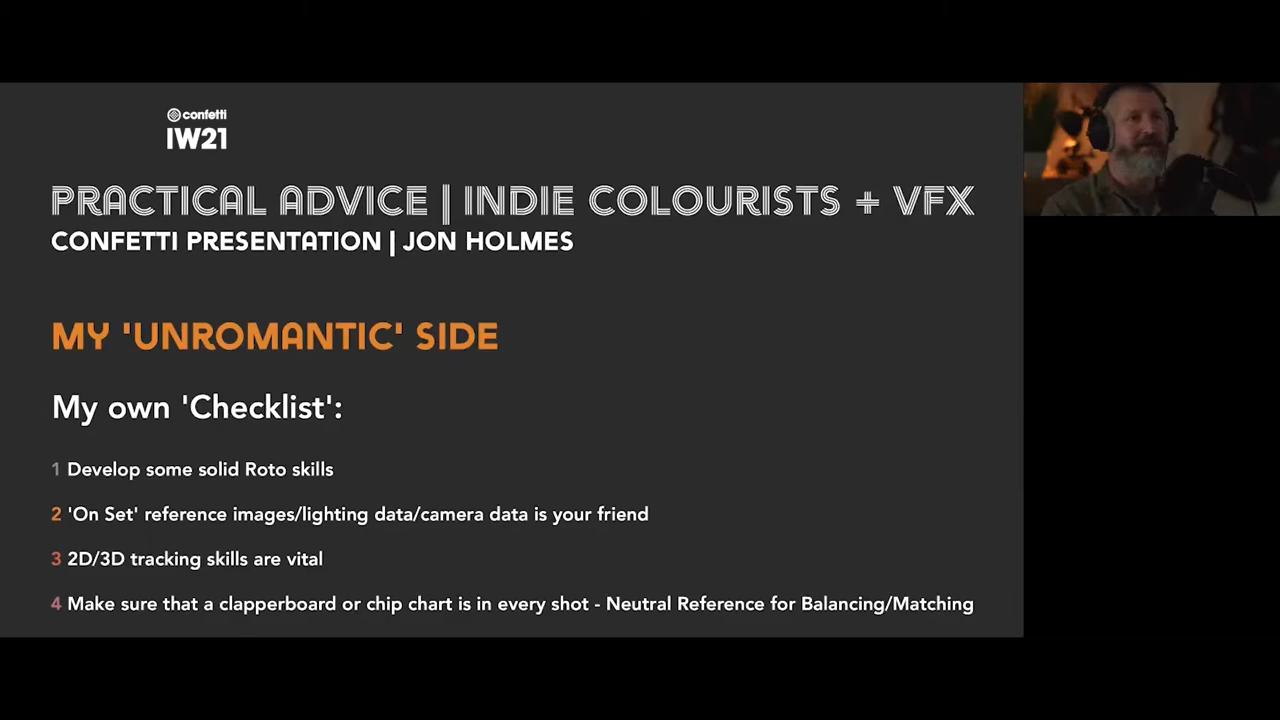 confetti
IW21
PRACTICAL ADVICE | INDIE COLOURISTS + VFX
CONFETTI PRESENTATION | JON HOLMES
MY 'UNROMANTIC' SIDE
My own 'Checklist':
1 Develop some solid Roto skills
2 'On Set' reference images/lighting data/camera data is your friend
3 2D/3D tracking skills are vital
4 Make sure that a clapperboard or chip chart is in every shot - Neutral Reference for Balancing/Matching